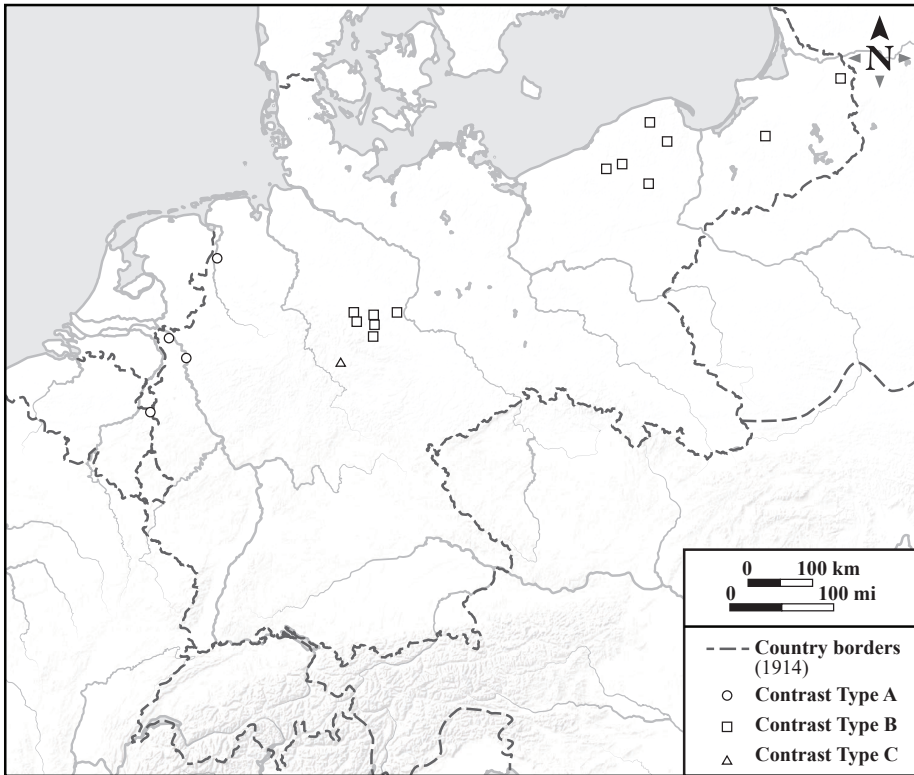 N
0 100 km
0 100 mi
Country borders
(1914)
Contrast Type A
Contrast Type B
Contrast Type C